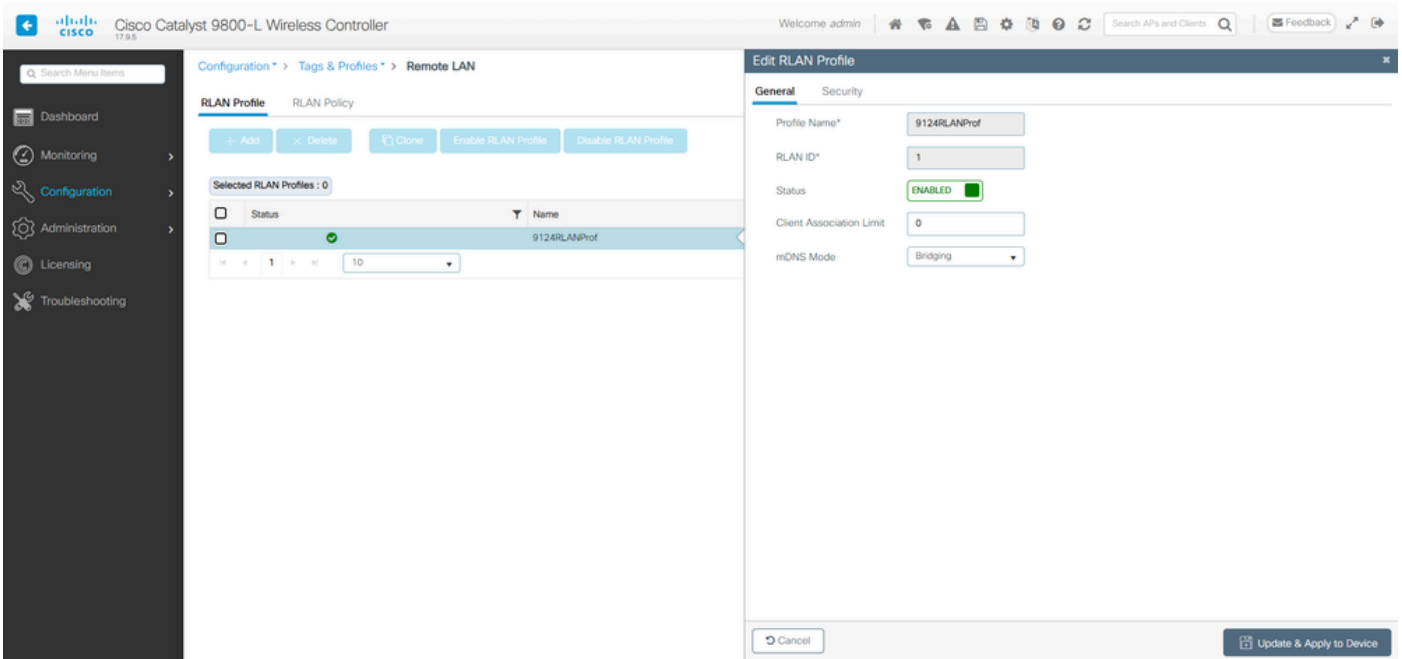 CISCO
Cisco Catalyst 9800-L Wireless Controller
17.9.5
Welcome admin
Search APs and Clients
Feedback
Search Menu Items
Dashboard
Monitoring
Configuration
Administration
Licensing
Troubleshooting
Configuration > Tags & Profiles > Remote LAN
RLAN Profile RLAN Policy
+ Add × Delete Clone Enable RLAN Profile Disable RLAN Profile
Selected RLAN Profiles : 0
Status Name
9124RLANProf
1 10
Edit RLAN Profile
General Security
Profile Name* 9124RLANProf
RLAN ID* 1
Status ENABLED
Client Association Limit 0
mDNS Mode Bridging
Cancel
Update & Apply to Device